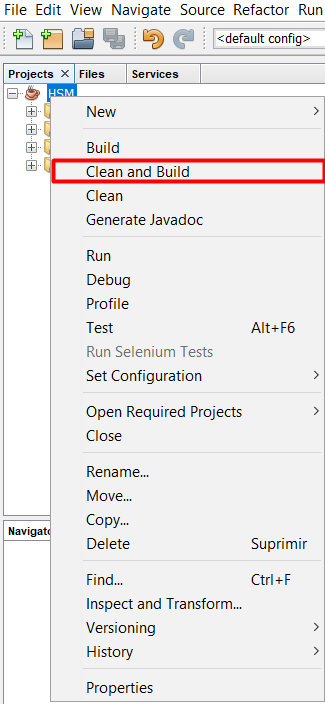 File Edit View Navigate Source Refactor Run
<default config>
Projects × Files Services
HSM
New
Build
Clean and Build
Clean
Generate Javadoc
Run
Debug
Profile
Test Alt+F6
Run Selenium Tests
Set Configuration
Open Required Projects
Close
Rename...
Move...
Copy...
Delete Suprimir
Navigato
Find... Ctrl+F
Inspect and Transform...
Versioning
History
Properties